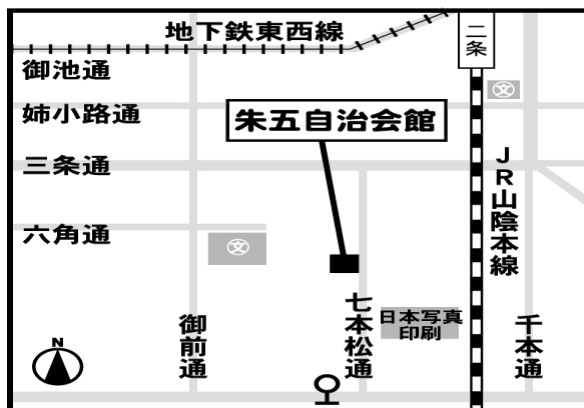 地下鉄東西線
二条
御池通
文
姉小路通
朱五自治会館
三条通
JR山陰本線
六角通
文
御前通
七本松通
日本写真
印刷
千本通
N